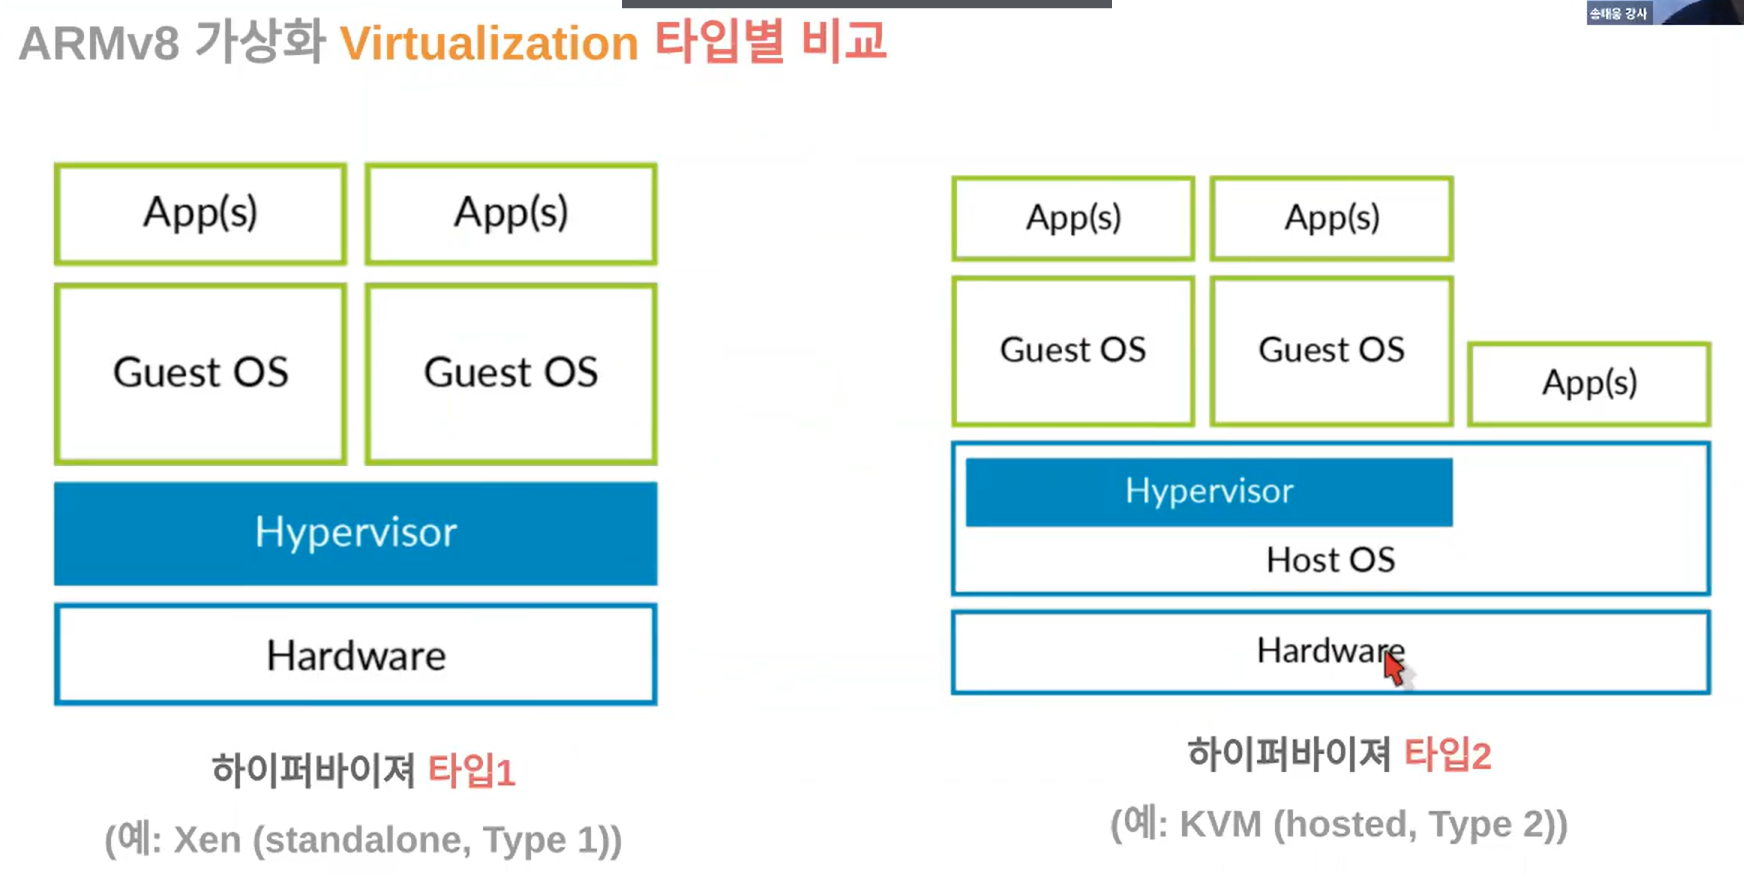 송태웅 강사
ARMv8 가상화 Virtualization 타입별 비교
App(s) App(s)
Guest OS Guest OS
Hypervisor
Hardware
하이퍼바이져 타입1
(예: Xen (standalone, Type 1))
App(s) App(s)
Guest OS Guest OS
App(s)
Hypervisor
Host OS
Hardware
하이퍼바이져 타입2
(예: KVM (hosted, Type 2))